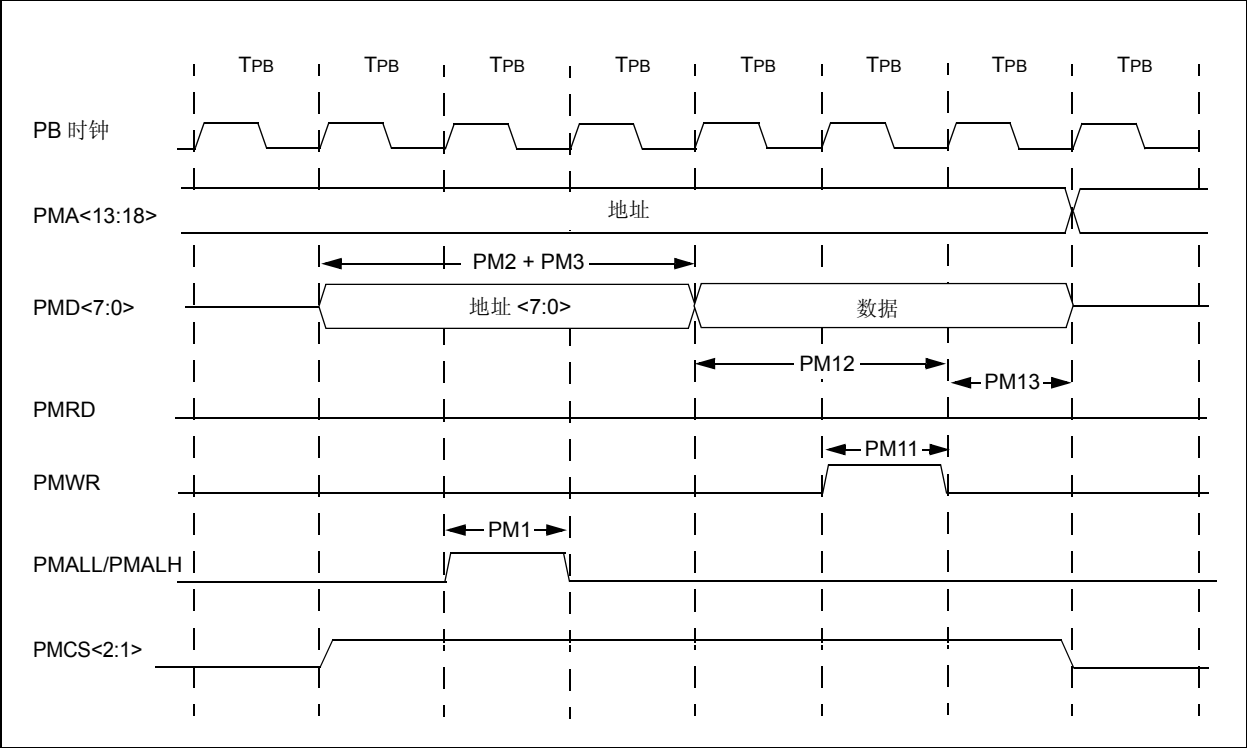 TPB TPB TPB TPB TPB TPB TPB TPB
PB 时钟
PMA<13:18>
地址
PM2 + PM3
PMD<7:0>
地址 <7:0>
数据
PM12
PM13
PMRD
PM11
PMWR
PM1
PMALL/PMALH
PMCS<2:1>